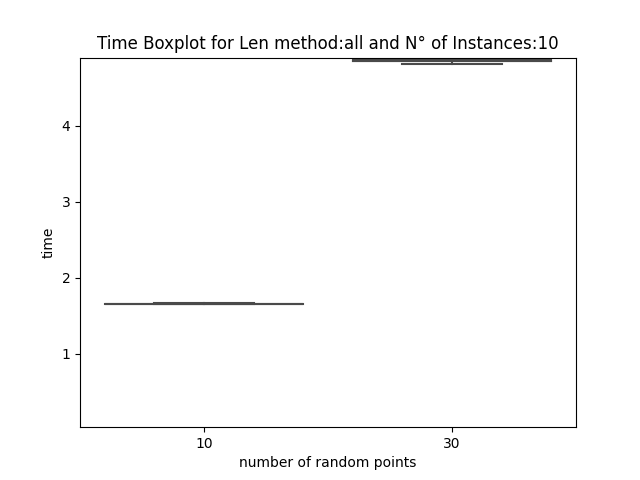 Time Boxplot for Len method:all and N° of Instances:10
4
3
2
1
time
10 30
number of random points